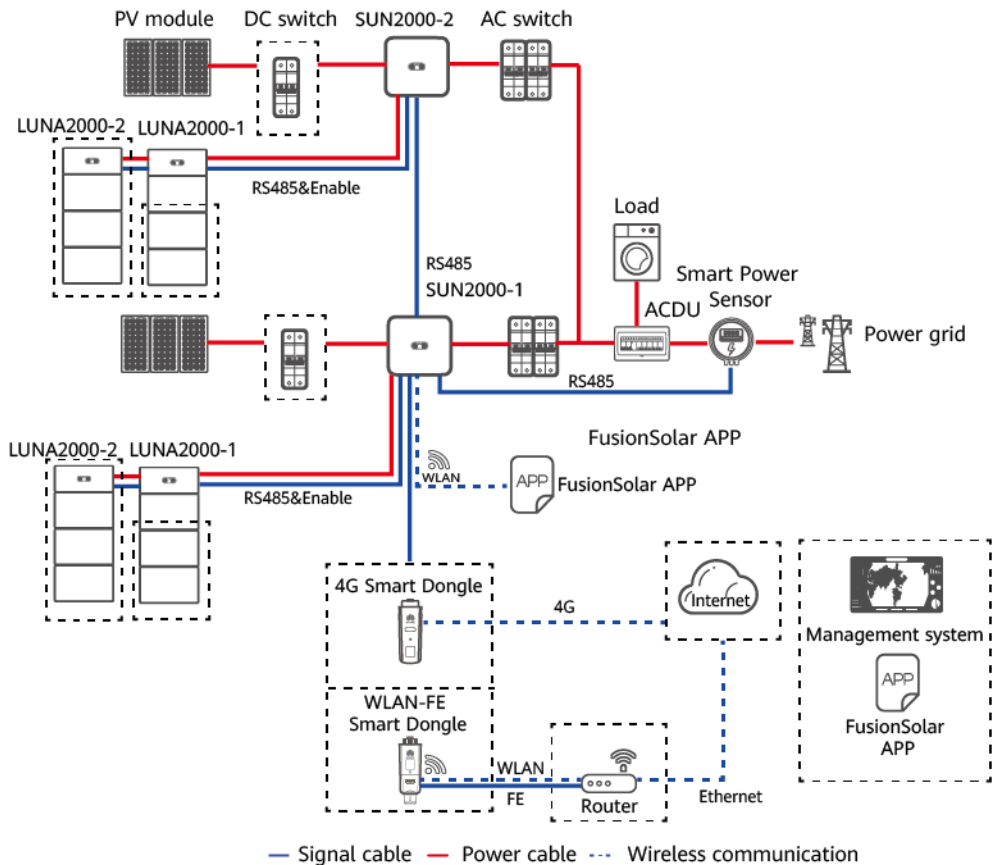 PV module
DC switch
SUN2000-2
AC switch
LUNA2000-2
LUNA2000-1
RS485&Enable
Load
RS485
SUN2000-1
Smart Power
Sensor
ACDU
Power grid
RS485
FusionSolar APP
LUNA2000-2
LUNA2000-1
WLAN
APP
FusionSolar APP
RS485&Enable
4G Smart Dongle
4G
Internet
Management system
APP
FusionSolar
APP
WLAN-FE
Smart Dongle
WLAN
FE
Router
Ethernet
Signal cable
Power cable
Wireless communication